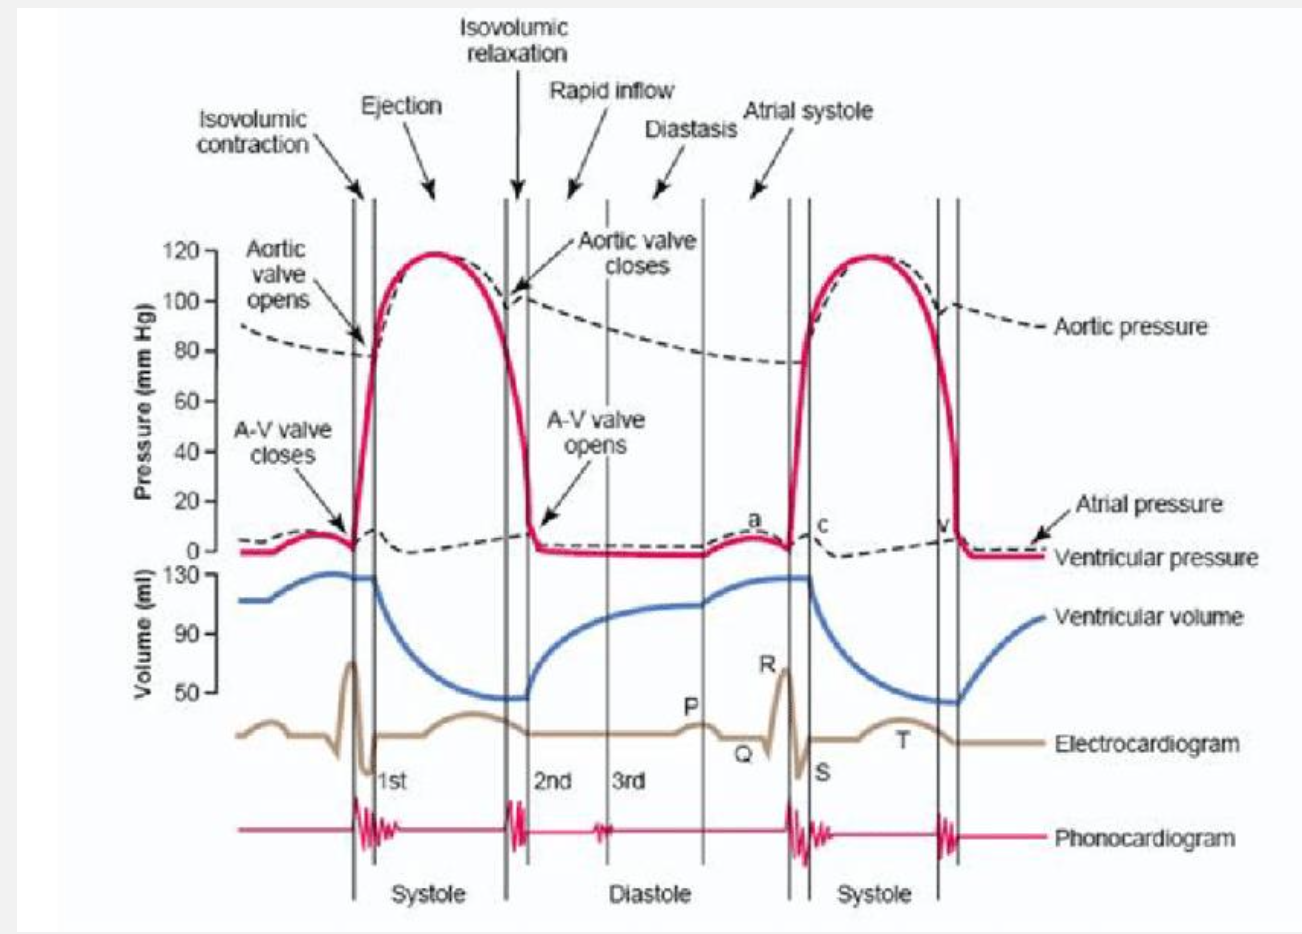 Isovolumic
relaxation
Rapid inflow
Ejection
Isovolumic
contraction
Diastasis
Atrial systole
120
100
80
60
40
20
0
Pressure (mm Hg)
Aortic
valve
opens
Aortic valve
closes
Aortic pressure
A-V valve
closes
A-V valve
opens
a
c
v
Atrial pressure
Ventricular pressure
130
90
50
Volume (ml)
Ventricular volume
R
P
Q
S
T
Electrocardiogram
1st
2nd
3rd
Phonocardiogram
Systole
Diastole
Systole